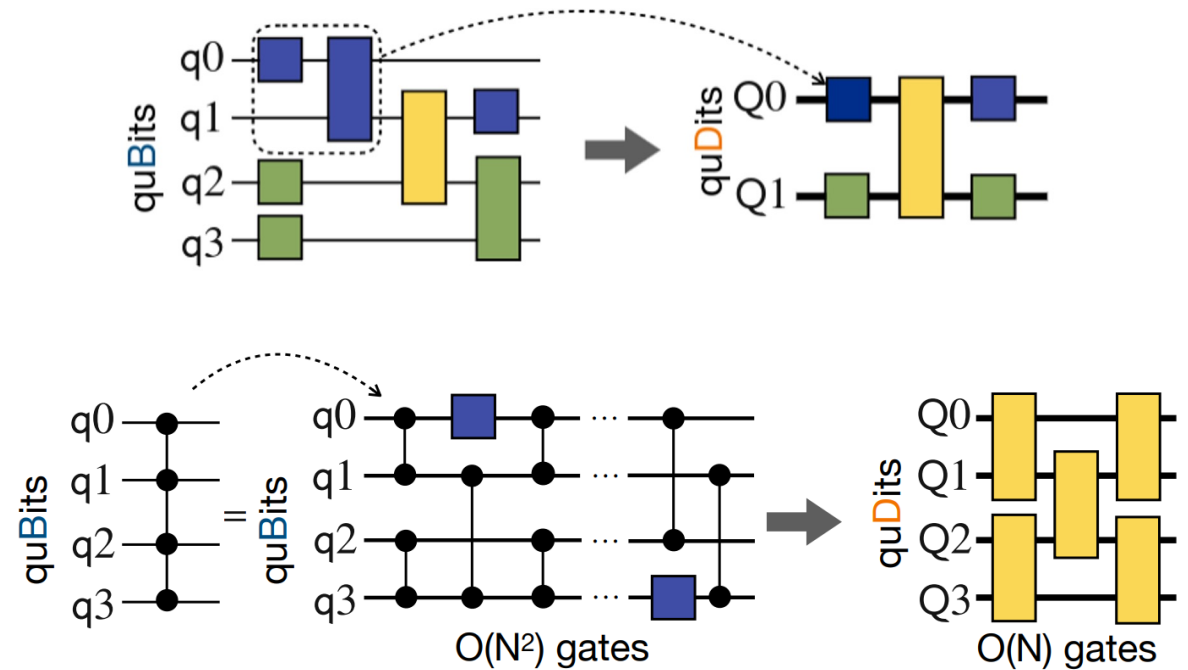 quBits
q0
q1
q2
q3
quDits
Q0
Q1
quBits
q0
q1
q2
q3
=
quBits
q0
q1
q2
q3
...
...
...
...
O(N²) gates
quDits
Q0
Q1
Q2
Q3
O(N) gates